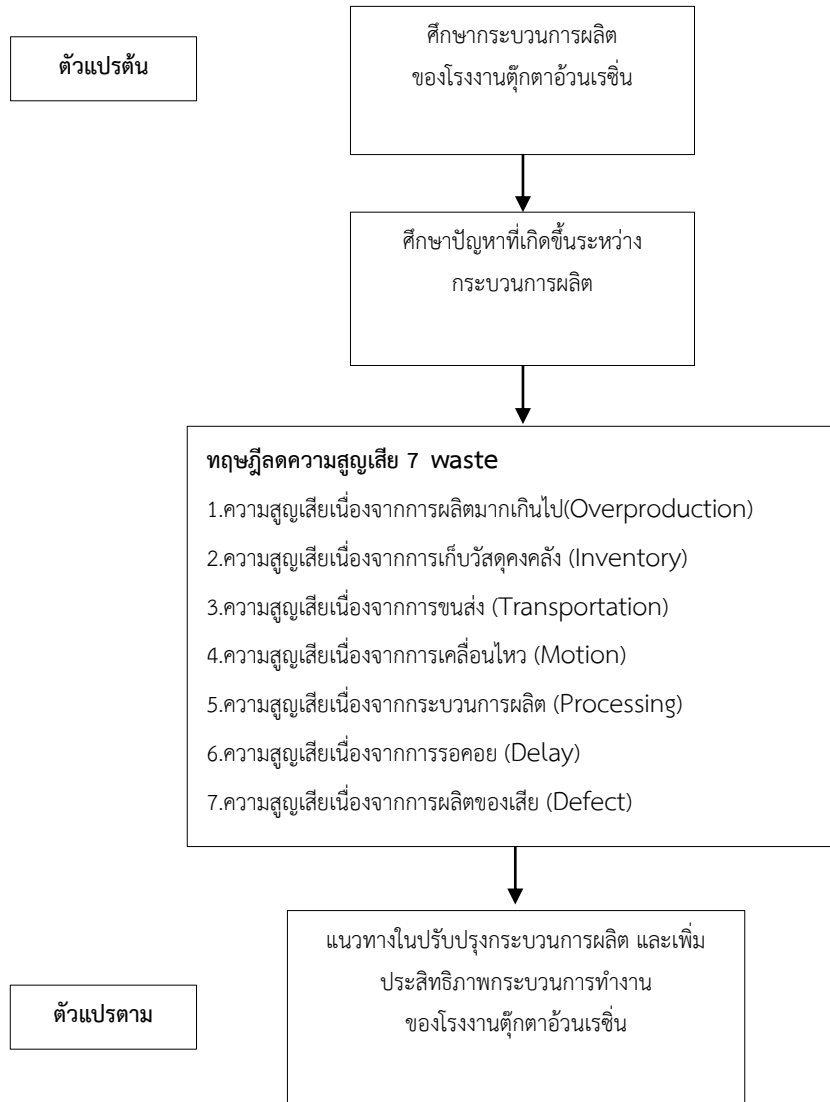 ตัวแปรต้น
ศึกษากระบวนการผลิต
ของโรงงานตุ๊กตาอ้วนเรซิ่น
ศึกษาปัญหาที่เกิดขึ้นระหว่าง
กระบวนการผลิต
ทฤษฎีลดความสูญเสีย 7 waste
1.ความสูญเสียเนื่องจากการผลิตมากเกินไป(Overproduction)
2.ความสูญเสียเนื่องจากการเก็บวัสดุคงคลัง (Inventory)
3.ความสูญเสียเนื่องจากการขนส่ง (Transportation)
4.ความสูญเสียเนื่องจากการเคลื่อนไหว (Motion)
5.ความสูญเสียเนื่องจากกระบวนการผลิต (Processing)
6.ความสูญเสียเนื่องจากการรอคอย (Delay)
7.ความสูญเสียเนื่องจากการผลิตของเสีย (Defect)
แนวทางในปรับปรุงกระบวนการผลิต และเพิ่ม
ประสิทธิภาพกระบวนการทำงาน
ของโรงงานตุ๊กตาอ้วนเรซิ่น
ตัวแปรตาม